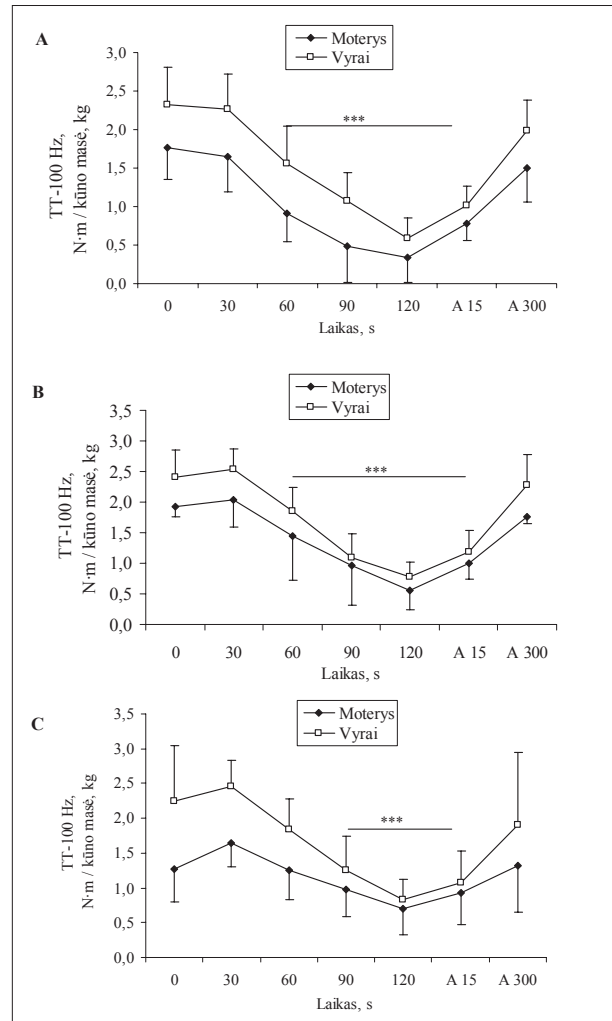 A
Moterys
Vyrai
3,0
2,5
2,0
1,5
1,0
0,5
0,0
TT-100 Hz,
N·m / kūno masė, kg
***
0 30 60 90 120 A 15 A 300
Laikas, s
B
Moterys
Vyrai
3,5
3,0
2,5
2,0
1,5
1,0
0,5
0,0
TT-100 Hz,
N·m / kūno masė, kg
***
0 30 60 90 120 A 15 A 300
Laikas, s
C
Moterys
Vyrai
3,5
3,0
2,5
2,0
1,5
1,0
0,5
0,0
TT-100 Hz,
N·m / kūno masė, kg
***
0 30 60 90 120 A 15 A 300
Laikas, s